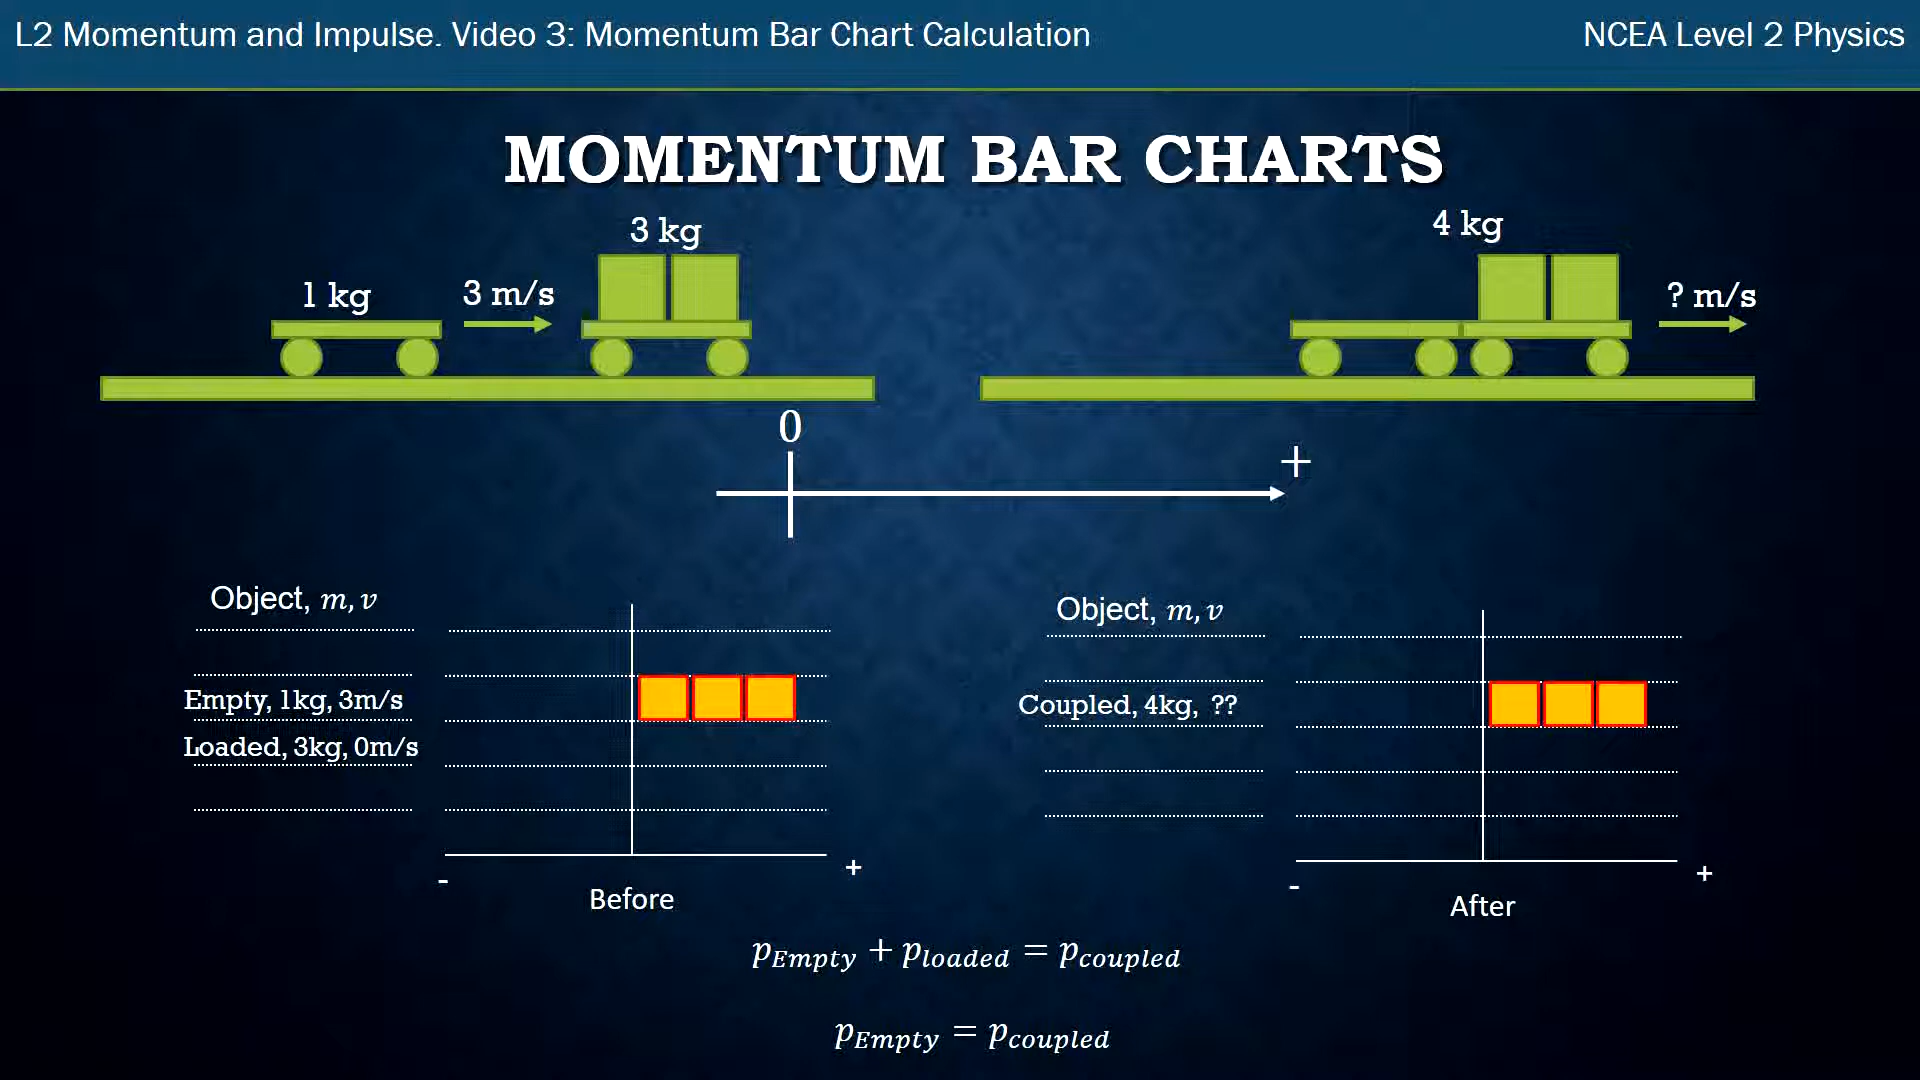 L2 Momentum and Impulse. Video 3: Momentum Bar Chart Calculation
NCEA Level 2 Physics
MOMENTUM BAR CHARTS
3 kg
1 kg
3 m/s
4 kg
? m/s
0
+
Object, m, v
Empty, 1kg, 3m/s
Loaded, 3kg, 0m/s
-
+
Before
Object, m, v
Coupled, 4kg, ??
-
+
After
p_Empty + p_loaded = p_coupled
p_Empty = p_coupled